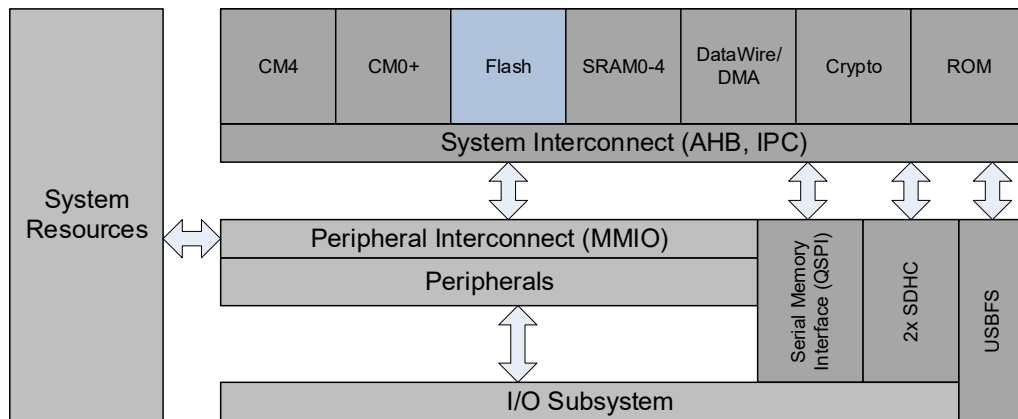 CM4
CM0+
Flash
SRAM0-4
DataWire/
DMA
Crypto
ROM
System Interconnect (AHB, IPC)
System
Resources
Peripheral Interconnect (MMIO)
Peripherals
Serial Memory
Interface (QSPI)
2x SDHC
USBFS
I/O Subsystem